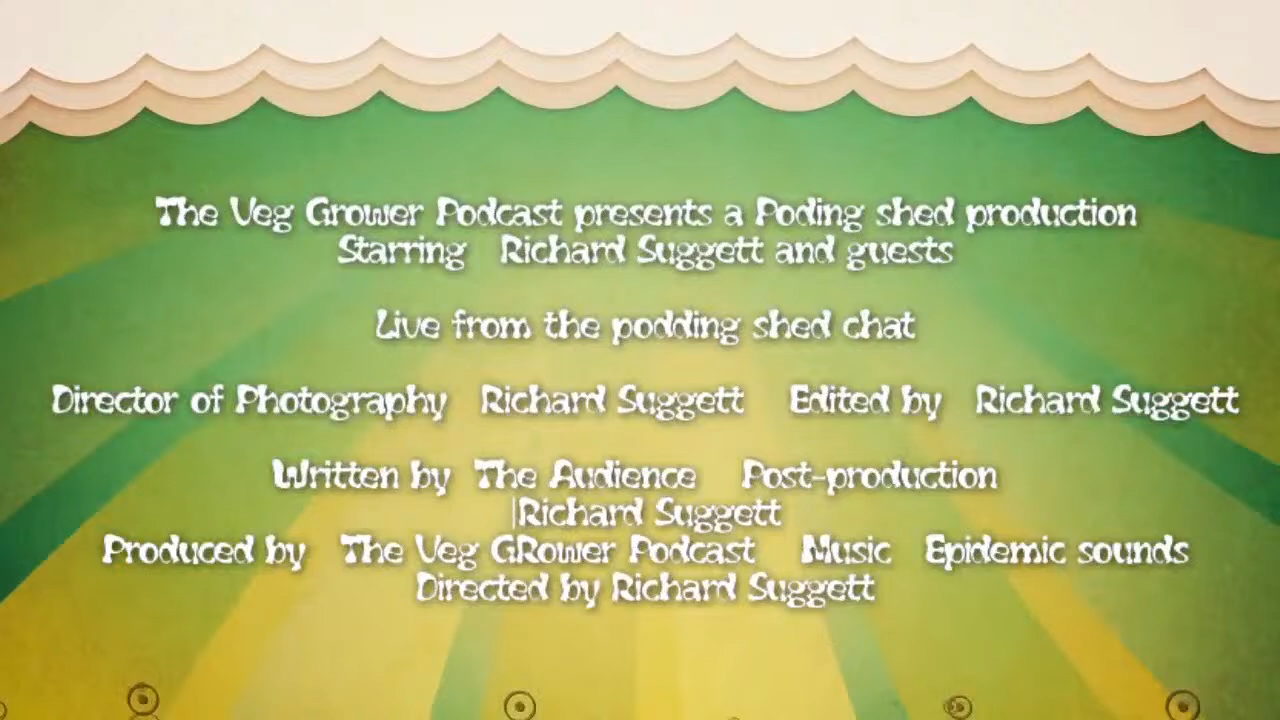 The Veg Grower Podcast presents a Poding shed production
Starring Richard Suggett and guests
Live from the podding shed chat
Director of Photography Richard Suggett Edited by Richard Suggett
Written by The Audience Post-production
|Richard Suggett
Produced by The Veg GRower Podcast Music Epidemic sounds
Directed by Richard Suggett